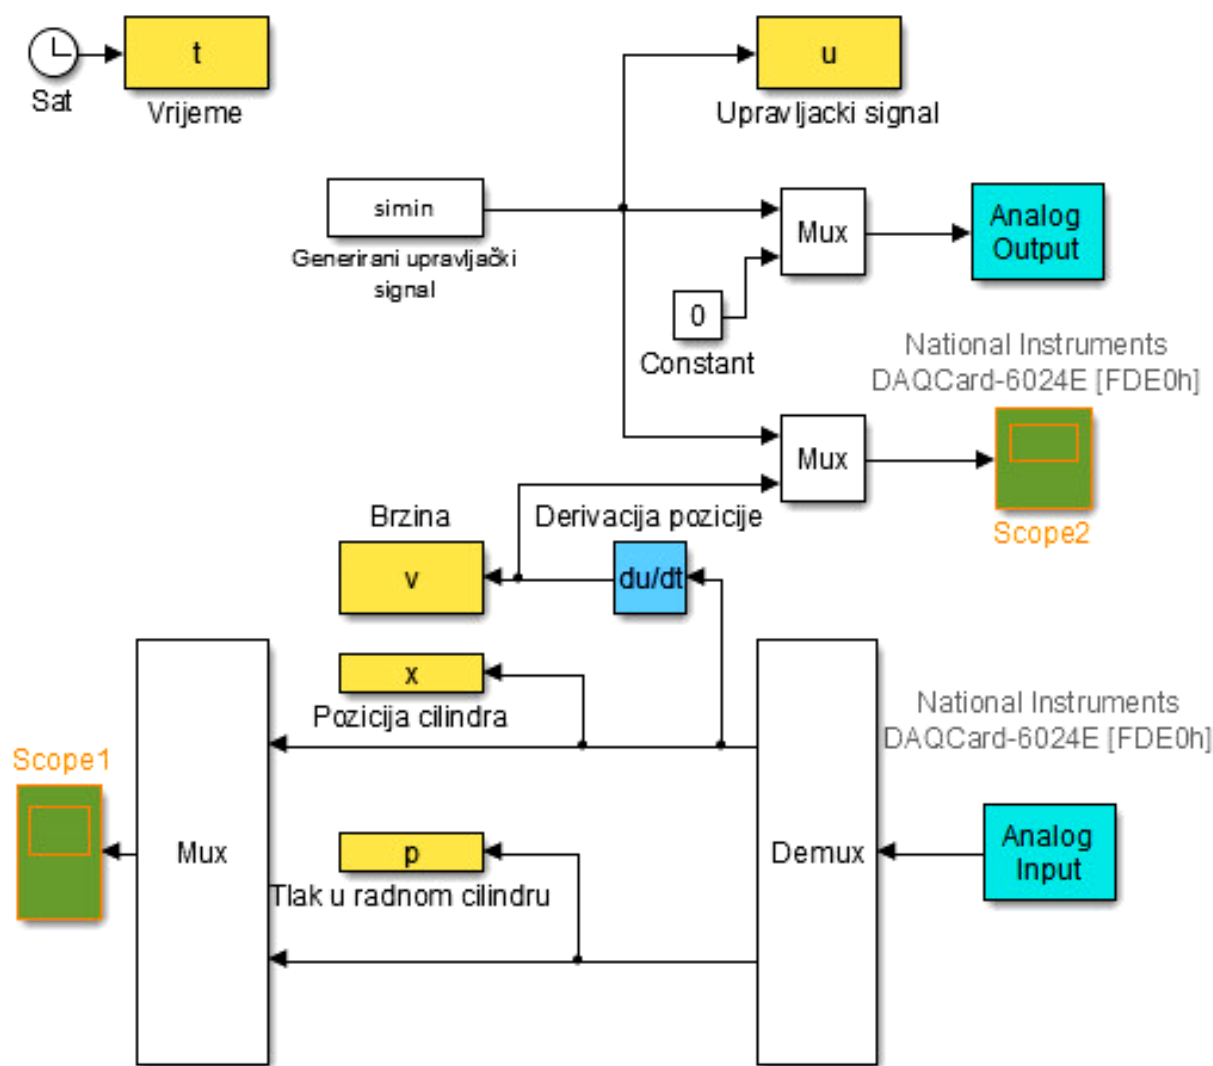 t
u
Sat
Vrijeme
Upravljacki signal
simin
Generirani upravljački
signal
Mux
Analog
Output
0
Constant
National Instruments
DAQCard-6024E [FDE0h]
Mux
Scope2
Brzina
Derivacija pozicije
v
du/dt
x
Pozicija cilindra
National Instruments
DAQCard-6024E [FDE0h]
Scope1
Mux
p
Tlak u radnom cilindru
Demux
Analog
Input